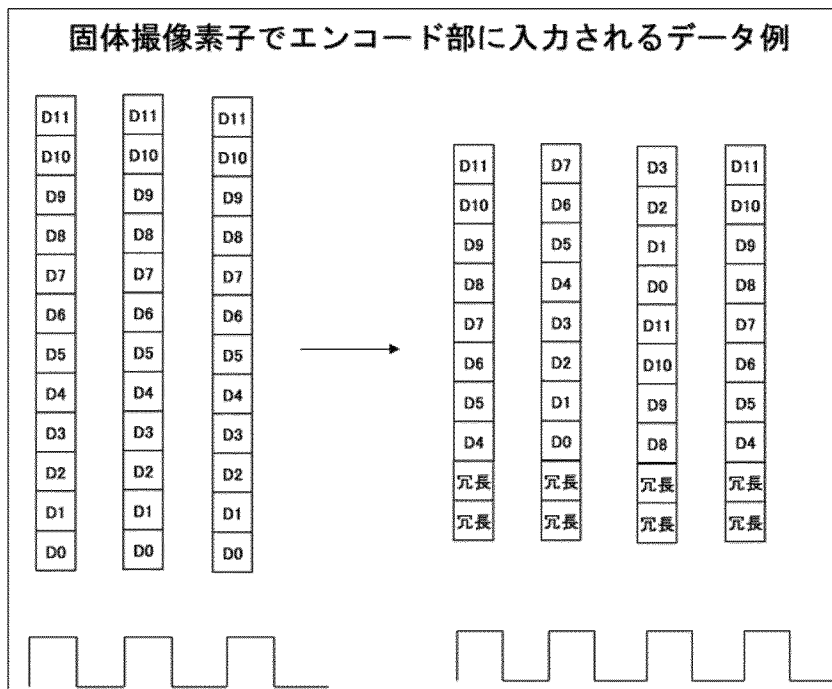 固体撮像素子でエンコード部に入力されるデータ例
D11 D11 D11
D10 D10 D10
D9 D9 D9
D8 D8 D8
D7 D7 D7
D6 D6 D6
D5 D5 D5
D4 D4 D4
D3 D3 D3
D2 D2 D2
D1 D1 D1
D0 D0 D0
D11 D7 D3 D11
D10 D6 D2 D10
D9 D5 D1 D9
D8 D4 D0 D8
D7 D3 D11 D7
D6 D2 D10 D6
D5 D1 D9 D5
D4 D0 D8 D4
冗長 冗長 冗長 冗長
冗長 冗長 冗長 冗長